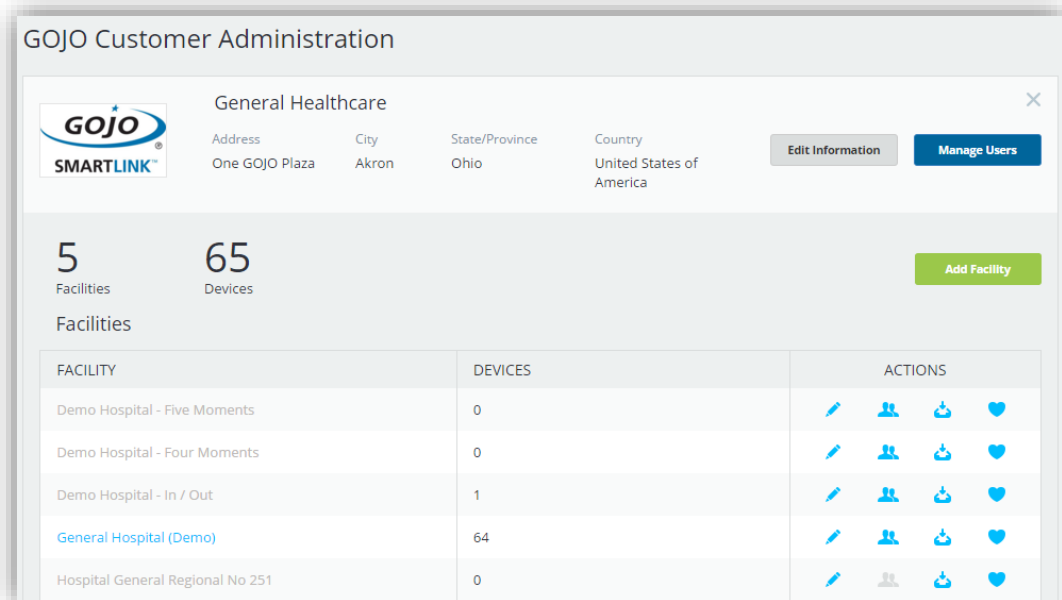 GOJO Customer Administration
GOJO®
SMARTLINK™
General Healthcare
Address City State/Province Country
One GOJO Plaza Akron Ohio United States of
America
Edit Information Manage Users
5 65
Facilities Devices
Add Facility
Facilities
FACILITY DEVICES ACTIONS
Demo Hospital - Five Moments 0
Demo Hospital - Four Moments 0
Demo Hospital - In / Out 1
General Hospital (Demo) 64
Hospital General Regional No 251 0